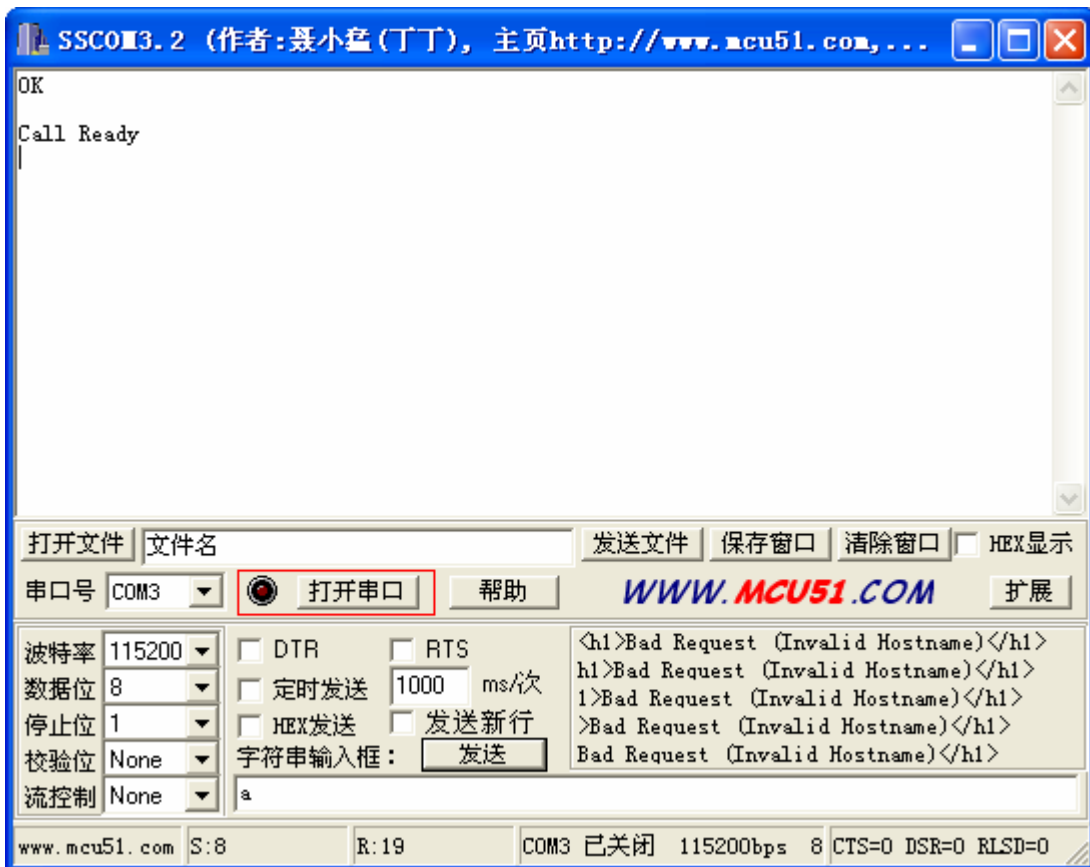 SSCOM3.2 (作者:聂小猛(丁丁), 主页http://www.mcu51.com,...
OK
Call Ready
打开文件 文件名 发送文件 保存窗口 清除窗口 HEX显示
串口号 COM3 打开串口 帮助 WWW.MCU51.COM 扩展
波特率 115200 DTR RTS
数据位 8 定时发送 1000 ms/次
停止位 1 HEX发送 发送新行
校验位 None 字符串输入框: 发送
流控制 None a
<h1>Bad Request (Invalid Hostname)</h1>
h1>Bad Request (Invalid Hostname)</h1>
1>Bad Request (Invalid Hostname)</h1>
>Bad Request (Invalid Hostname)</h1>
Bad Request (Invalid Hostname)</h1>
www.mcu51.com S:8 R:19 COM3 已关闭 115200bps 8 CTS=0 DSR=0 RLSD=0